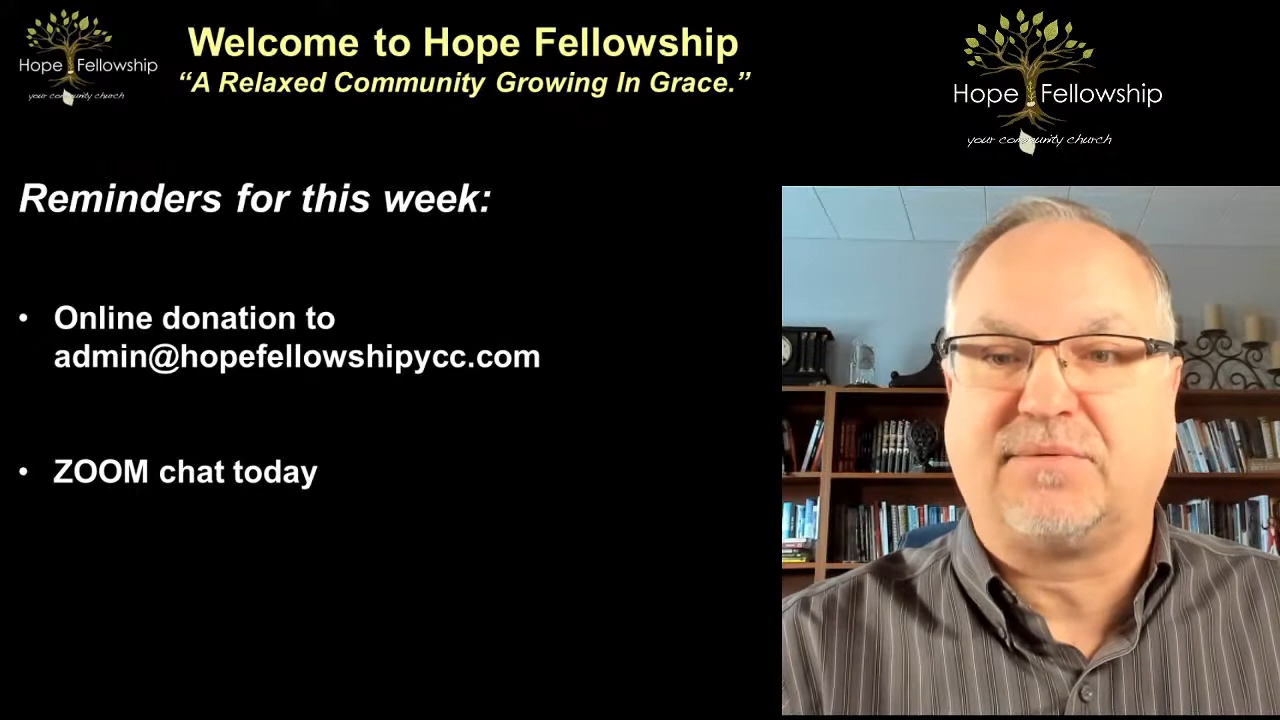 Hope Fellowship
your community church
Welcome to Hope Fellowship
“A Relaxed Community Growing In Grace.”
Hope Fellowship
your community church
Reminders for this week:
• Online donation to
admin@hopefellowshipycc.com
• ZOOM chat today